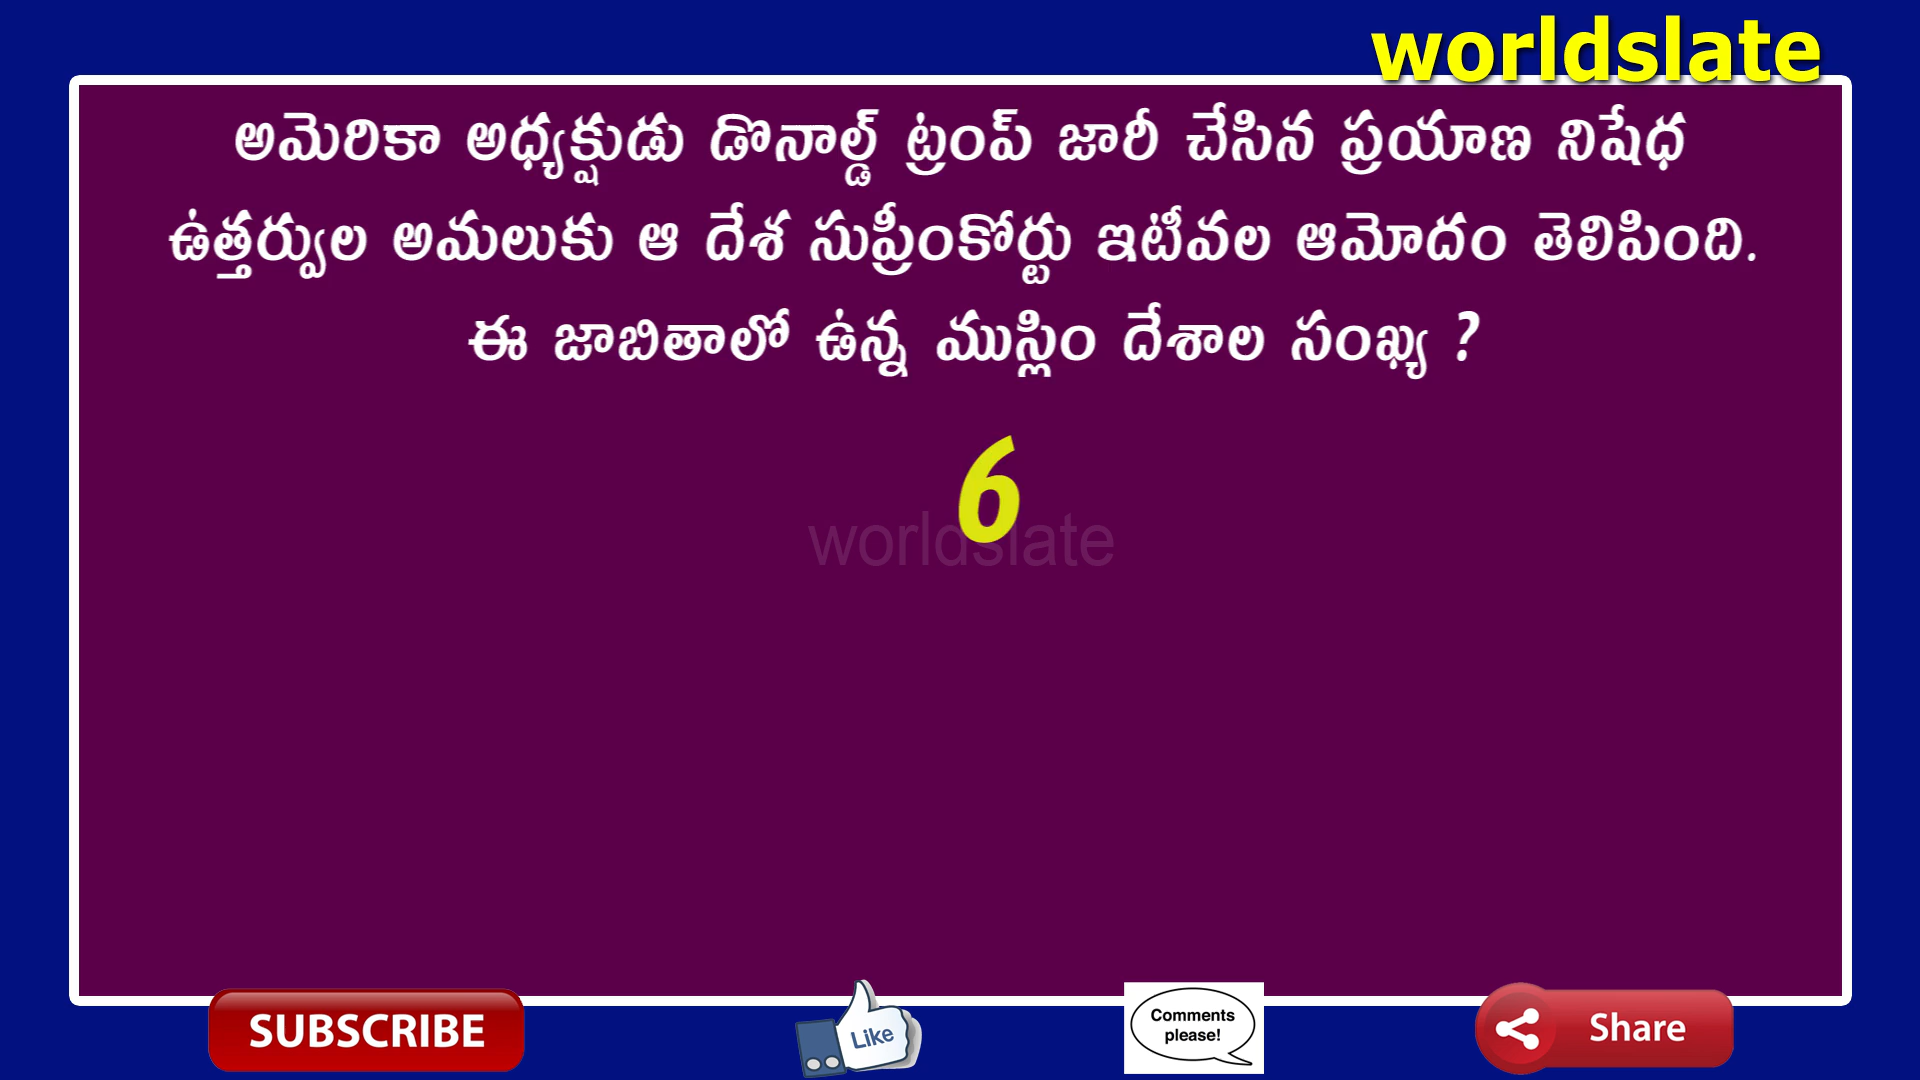 worldslate
అమెరికా అధ్యక్షుడు డొనాల్డ్ ట్రంప్ జారీ చేసిన ప్రయాణ నిషేధ
ఉత్తర్వుల అమలుకు ఆ దేశ సుప్రీంకోర్టు ఇటీవల ఆమోదం తెలిపింది.
ఈ జాబితాలో ఉన్న ముస్లిం దేశాల సంఖ్య ?
6
worldslate
SUBSCRIBE
Like
Comments
please!
Share